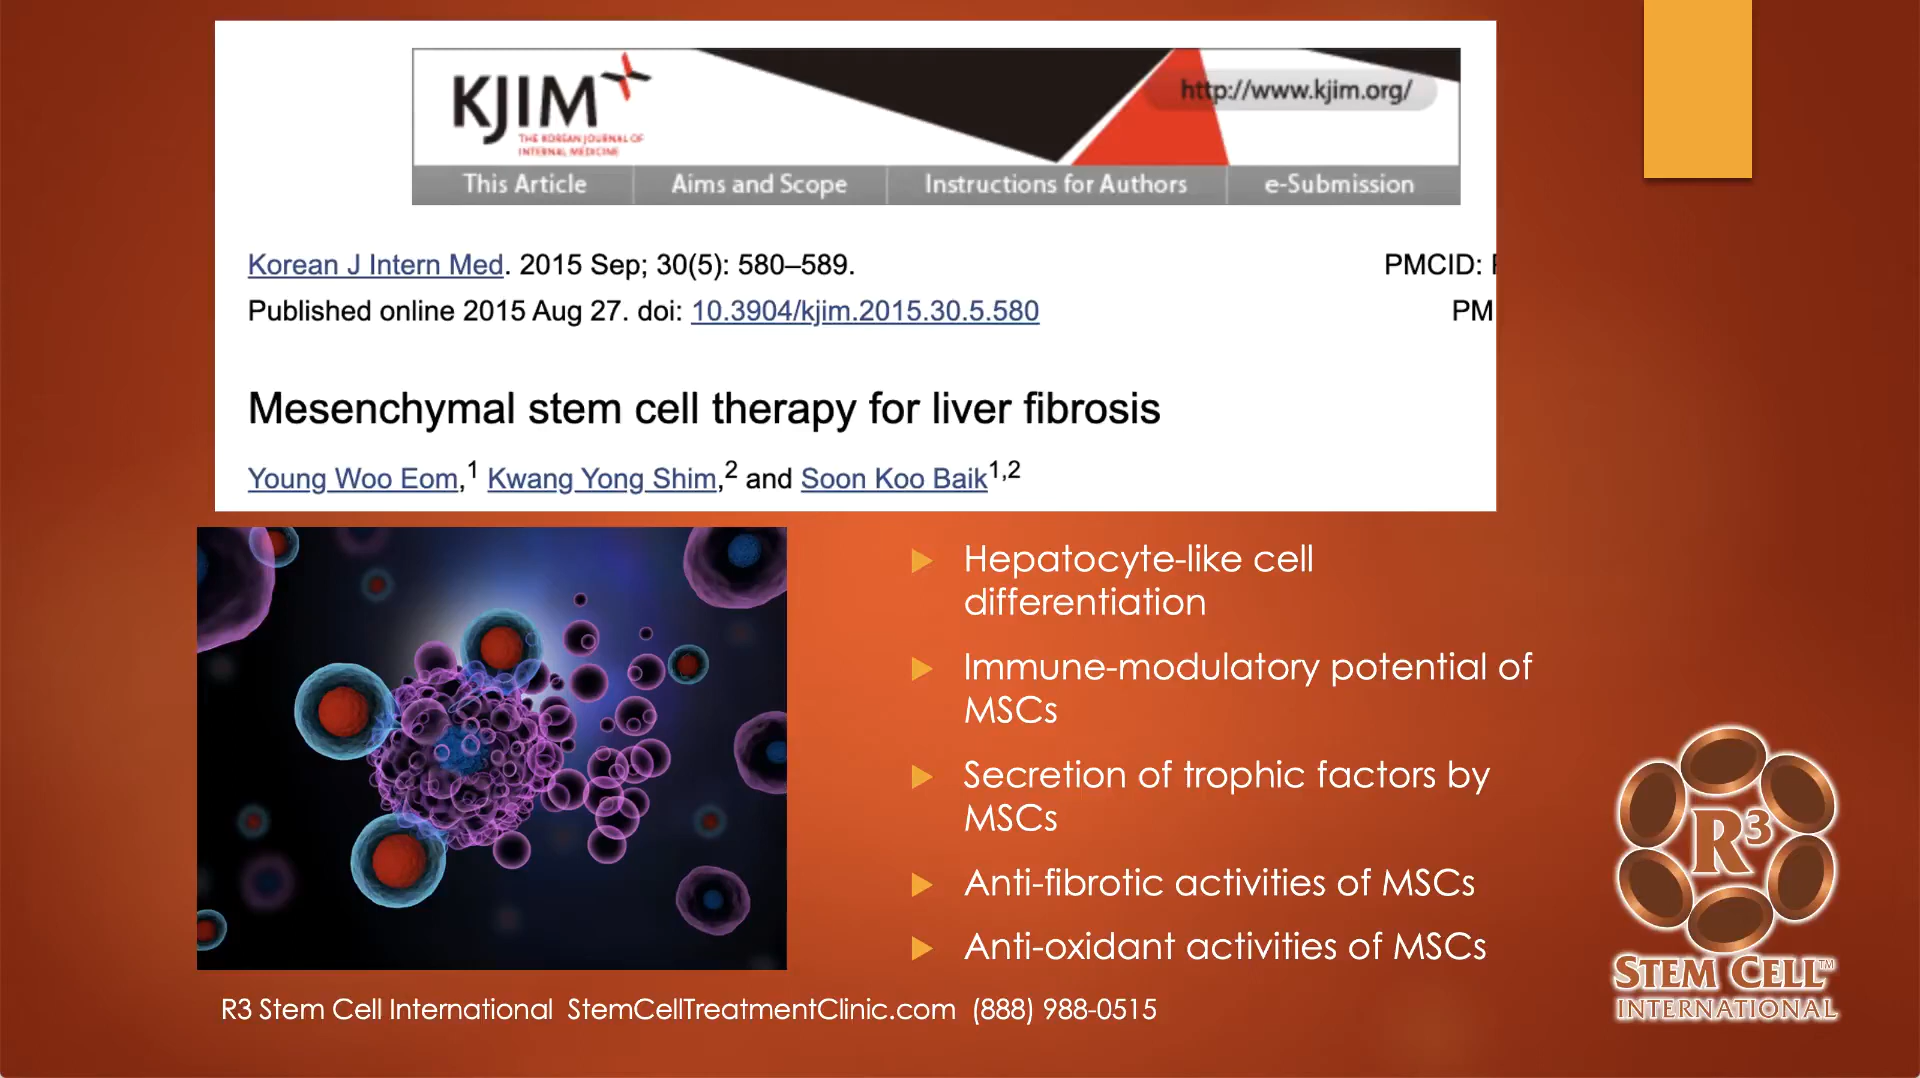 KJIM
THE KOREAN JOURNAL OF
INTERNAL MEDICINE
http://www.kjim.org/
This Article Aims and Scope Instructions for Authors e-Submission
Korean J Intern Med. 2015 Sep; 30(5): 580–589. PMCID:
Published online 2015 Aug 27. doi: 10.3904/kjim.2015.30.5.580 PM
Mesenchymal stem cell therapy for liver fibrosis
Young Woo Eom,1 Kwang Yong Shim,2 and Soon Koo Baik1,2
Hepatocyte-like cell
differentiation
Immune-modulatory potential of
MSCs
Secretion of trophic factors by
MSCs
Anti-fibrotic activities of MSCs
Anti-oxidant activities of MSCs
R3
STEM CELL™
INTERNATIONAL
R3 Stem Cell International StemCellTreatmentClinic.com (888) 988-0515